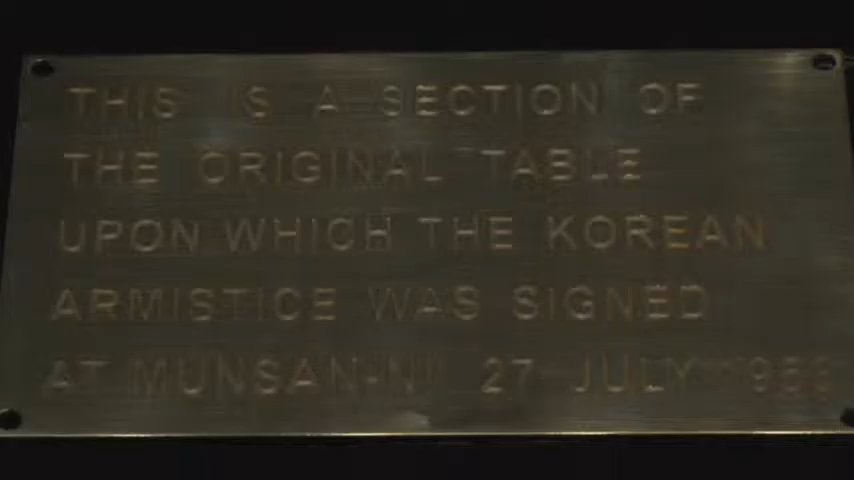 THIS IS A SECTION OF
THE ORIGINAL TABLE
UPON WHICH THE KOREAN
ARMISTICE WAS SIGNED
AT MUNSAN-NI 27 JULY 1953